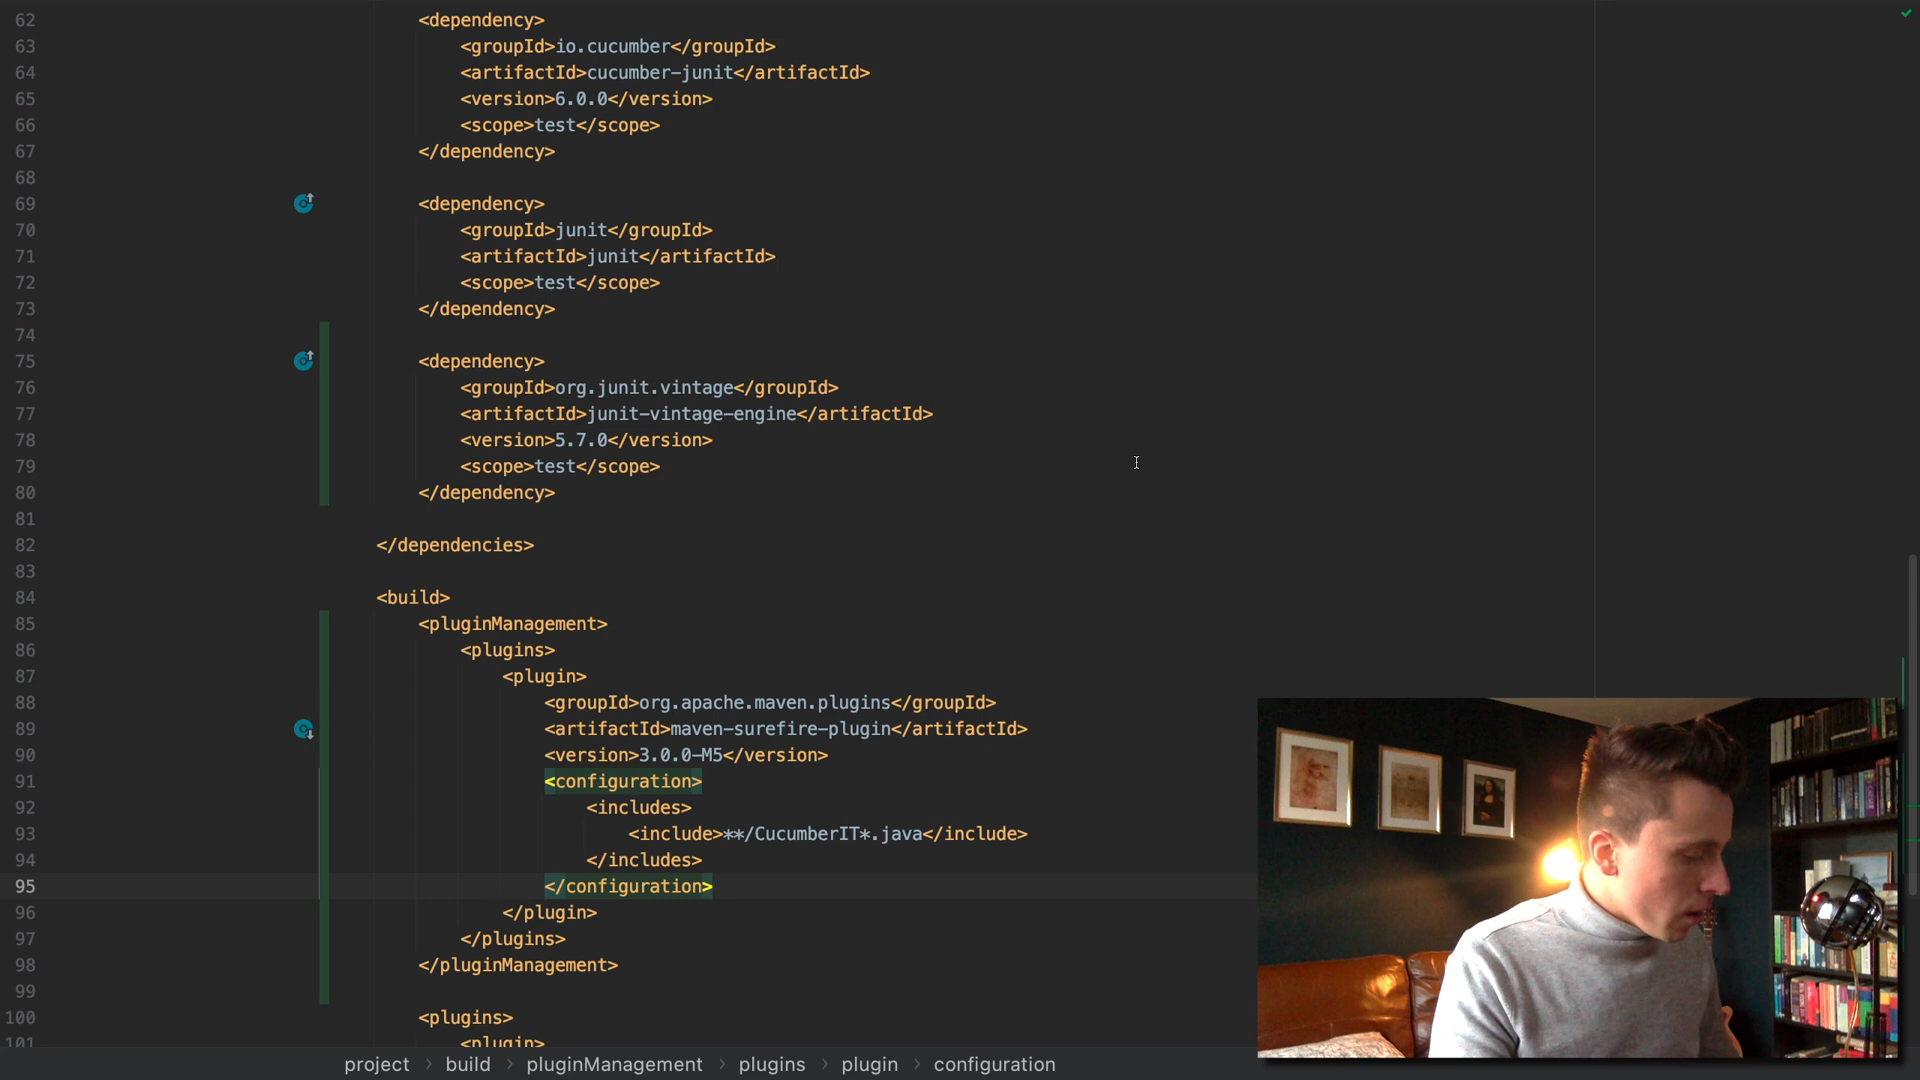 62 <dependency>
63 <groupId>io.cucumber</groupId>
64 <artifactId>cucumber-junit</artifactId>
65 <version>6.0.0</version>
66 <scope>test</scope>
67 </dependency>
68
69 <dependency>
70 <groupId>junit</groupId>
71 <artifactId>junit</artifactId>
72 <scope>test</scope>
73 </dependency>
74
75 <dependency>
76 <groupId>org.junit.vintage</groupId>
77 <artifactId>junit-vintage-engine</artifactId>
78 <version>5.7.0</version>
79 <scope>test</scope>
80 </dependency>
81
82 </dependencies>
83
84 <build>
85 <pluginManagement>
86 <plugins>
87 <plugin>
88 <groupId>org.apache.maven.plugins</groupId>
89 <artifactId>maven-surefire-plugin</artifactId>
90 <version>3.0.0-M5</version>
91 <configuration>
92 <includes>
93 <include>**/CucumberIT*.java</include>
94 </includes>
95 </configuration>
96 </plugin>
97 </plugins>
98 </pluginManagement>
99
100 <plugins>
101 <plugin>
project > build > pluginManagement > plugins > plugin > configuration